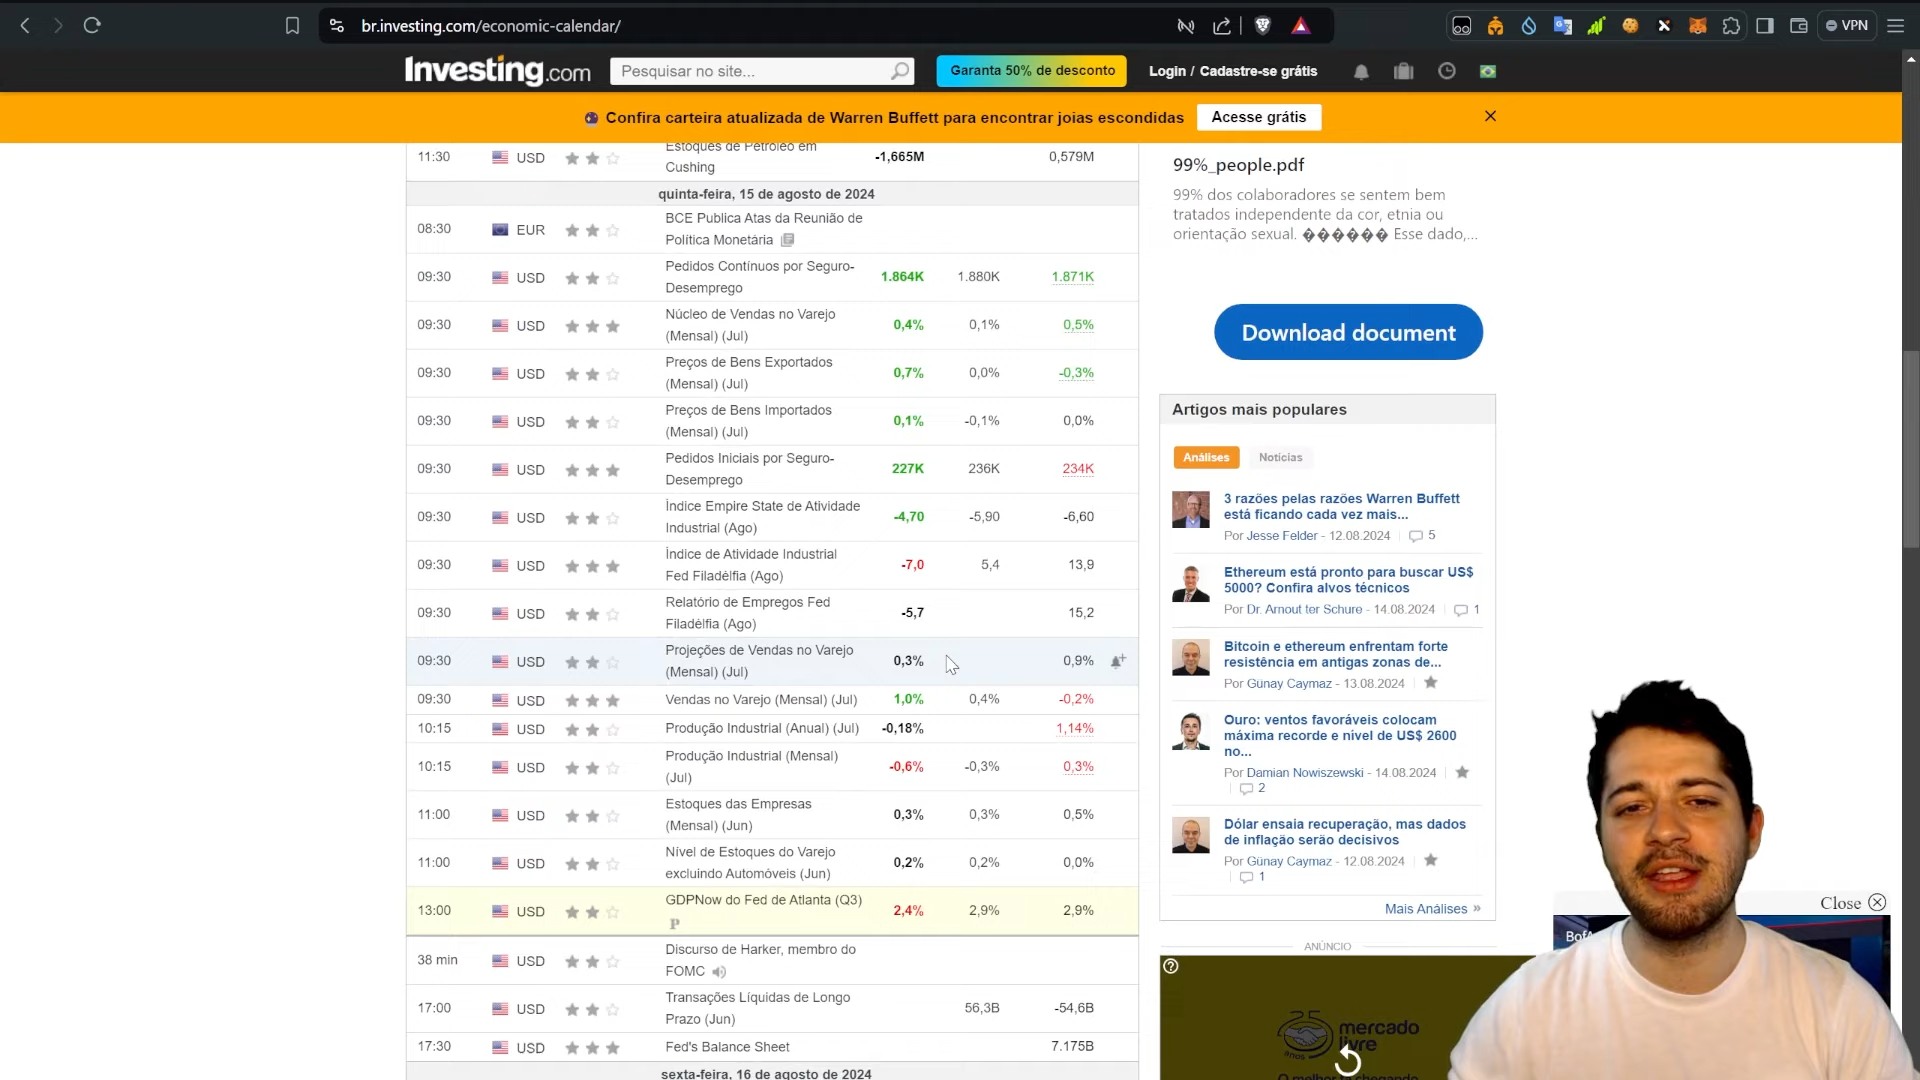 br.investing.com/economic-calendar/
VPN
Investing.com
Pesquisar no site...
Garanta 50% de desconto
Login / Cadastre-se grátis
Confira carteira atualizada de Warren Buffett para encontrar joias escondidas
Acesse grátis
11:30 USD Estoques de Petróleo em -1,665M 0,579M
Cushing
quinta-feira, 15 de agosto de 2024
08:30 EUR BCE Publica Atas da Reunião de
Política Monetária
09:30 USD Pedidos Contínuos por Seguro- 1.864K 1.880K 1.871K
Desemprego
09:30 USD Núcleo de Vendas no Varejo 0,4% 0,1% 0,5%
(Mensal) (Jul)
09:30 USD Preços de Bens Exportados 0,7% 0,0% -0,3%
(Mensal) (Jul)
09:30 USD Preços de Bens Importados 0,1% -0,1% 0,0%
(Mensal) (Jul)
09:30 USD Pedidos Iniciais por Seguro- 227K 236K 234K
Desemprego
09:30 USD Índice Empire State de Atividade -4,70 -5,90 -6,60
Industrial (Ago)
09:30 USD Índice de Atividade Industrial -7,0 5,4 13,9
Fed Filadélfia (Ago)
09:30 USD Relatório de Empregos Fed -5,7 15,2
Filadélfia (Ago)
09:30 USD Projeções de Vendas no Varejo 0,3% 0,9%
(Mensal) (Jul)
09:30 USD Vendas no Varejo (Mensal) (Jul) 1,0% 0,4% -0,2%
10:15 USD Produção Industrial (Anual) (Jul) -0,18% 1,14%
10:15 USD Produção Industrial (Mensal) -0,6% -0,3% 0,3%
(Jul)
11:00 USD Estoques das Empresas 0,3% 0,3% 0,5%
(Mensal) (Jun)
11:00 USD Nível de Estoques do Varejo 0,2% 0,2% 0,0%
excluindo Automóveis (Jun)
13:00 USD GDPNow do Fed de Atlanta (Q3) 2,4% 2,9% 2,9%
P
38 min USD Discurso de Harker, membro do
FOMC
17:00 USD Transações Líquidas de Longo 56,3B -54,6B
Prazo (Jun)
17:30 USD Fed's Balance Sheet 7.175B
sexta-feira, 16 de agosto de 2024
99%_people.pdf
99% dos colaboradores se sentem bem
tratados independente da cor, etnia ou
orientação sexual. ������ Esse dado,...
Download document
Artigos mais populares
Análises Notícias
3 razões pelas razões Warren Buffett
está ficando cada vez mais...
Por Jesse Felder - 12.08.2024 5
Ethereum está pronto para buscar US$
5000? Confira alvos técnicos
Por Dr. Arnout ter Schure - 14.08.2024 1
Bitcoin e ethereum enfrentam forte
resistência em antigas zonas de...
Por Günay Caymaz - 13.08.2024
Ouro: ventos favoráveis colocam
máxima recorde e nível de US$ 2600
no...
Por Damian Nowiszewski - 14.08.2024
2
Dólar ensaia recuperação, mas dados
de inflação serão decisivos
Por Günay Caymaz - 12.08.2024
1
Mais Análises »
ANÚNCIO
25 anos
mercado
livre
Close